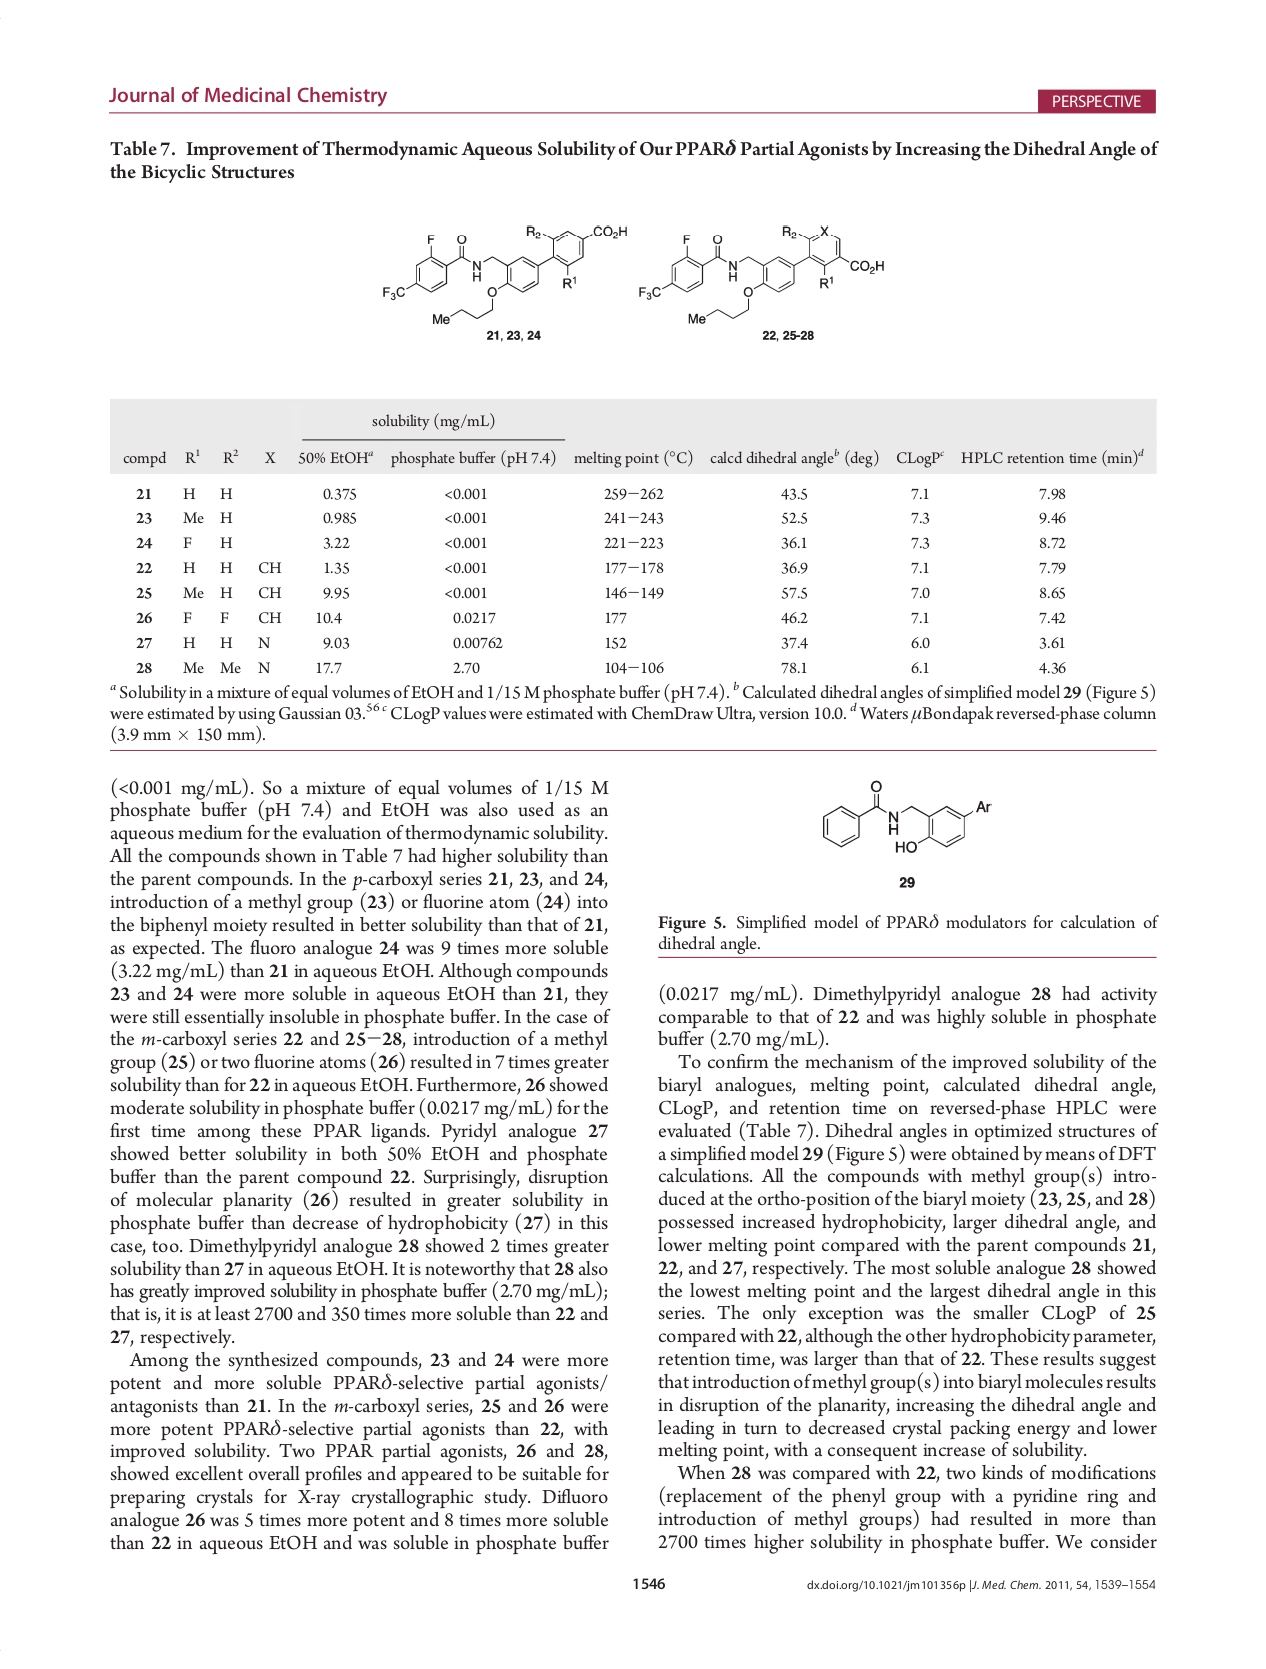 Journal of Medicinal Chemistry
PERSPECTIVE
Table 7. Improvement of Thermodynamic Aqueous Solubility of Our PPARδ Partial Agonists by Increasing the Dihedral Angle of
the Bicyclic Structures
F O R2 CO2H
N H
F3C O R1
Me
21, 23, 24
F O R2 X
N H CO2H
F3C O R1
Me
22, 25-28
solubility (mg/mL)
compd R1 R2 X 50% EtOHa phosphate buffer (pH 7.4) melting point (°C) calcd dihedral angleb (deg) CLogPc HPLC retention time (min)d
21 H H 0.375 <0.001 259−262 43.5 7.1 7.98
23 Me H 0.985 <0.001 241−243 52.5 7.3 9.46
24 F H 3.22 <0.001 221−223 36.1 7.3 8.72
22 H H CH 1.35 <0.001 177−178 36.9 7.1 7.79
25 Me H CH 9.95 <0.001 146−149 57.5 7.0 8.65
26 F F CH 10.4 0.0217 177 46.2 7.1 7.42
27 H H N 9.03 0.00762 152 37.4 6.0 3.61
28 Me Me N 17.7 2.70 104−106 78.1 6.1 4.36
a Solubility in a mixture of equal volumes of EtOH and 1/15 M phosphate buffer (pH 7.4). b Calculated dihedral angles of simplified model 29 (Figure 5)
were estimated by using Gaussian 03.56 c CLogP values were estimated with ChemDraw Ultra, version 10.0. d Waters μBondapak reversed-phase column
(3.9 mm × 150 mm).
(<0.001 mg/mL). So a mixture of equal volumes of 1/15 M
phosphate buffer (pH 7.4) and EtOH was also used as an
aqueous medium for the evaluation of thermodynamic solubility.
All the compounds shown in Table 7 had higher solubility than
the parent compounds. In the p-carboxyl series 21, 23, and 24,
introduction of a methyl group (23) or fluorine atom (24) into
the biphenyl moiety resulted in better solubility than that of 21,
as expected. The fluoro analogue 24 was 9 times more soluble
(3.22 mg/mL) than 21 in aqueous EtOH. Although compounds
23 and 24 were more soluble in aqueous EtOH than 21, they
were still essentially insoluble in phosphate buffer. In the case of
the m-carboxyl series 22 and 25−28, introduction of a methyl
group (25) or two fluorine atoms (26) resulted in 7 times greater
solubility than for 22 in aqueous EtOH. Furthermore, 26 showed
moderate solubility in phosphate buffer (0.0217 mg/mL) for the
first time among these PPAR ligands. Pyridyl analogue 27
showed better solubility in both 50% EtOH and phosphate
buffer than the parent compound 22. Surprisingly, disruption
of molecular planarity (26) resulted in greater solubility in
phosphate buffer than decrease of hydrophobicity (27) in this
case, too. Dimethylpyridyl analogue 28 showed 2 times greater
solubility than 27 in aqueous EtOH. It is noteworthy that 28 also
has greatly improved solubility in phosphate buffer (2.70 mg/mL);
that is, it is at least 2700 and 350 times more soluble than 22 and
27, respectively.
Among the synthesized compounds, 23 and 24 were more
potent and more soluble PPARδ-selective partial agonists/
antagonists than 21. In the m-carboxyl series, 25 and 26 were
more potent PPARδ-selective partial agonists than 22, with
improved solubility. Two PPAR partial agonists, 26 and 28,
showed excellent overall profiles and appeared to be suitable for
preparing crystals for X-ray crystallographic study. Difluoro
analogue 26 was 5 times more potent and 8 times more soluble
than 22 in aqueous EtOH and was soluble in phosphate buffer
O Ar
N H
HO
29
Figure 5. Simplified model of PPARδ modulators for calculation of
dihedral angle.
(0.0217 mg/mL). Dimethylpyridyl analogue 28 had activity
comparable to that of 22 and was highly soluble in phosphate
buffer (2.70 mg/mL).
To confirm the mechanism of the improved solubility of the
biaryl analogues, melting point, calculated dihedral angle,
CLogP, and retention time on reversed-phase HPLC were
evaluated (Table 7). Dihedral angles in optimized structures of
a simplified model 29 (Figure 5) were obtained by means of DFT
calculations. All the compounds with methyl group(s) intro-
duced at the ortho-position of the biaryl moiety (23, 25, and 28)
possessed increased hydrophobicity, larger dihedral angle, and
lower melting point compared with the parent compounds 21,
22, and 27, respectively. The most soluble analogue 28 showed
the lowest melting point and the largest dihedral angle in this
series. The only exception was the smaller CLogP of 25
compared with 22, although the other hydrophobicity parameter,
retention time, was larger than that of 22. These results suggest
that introduction of methyl group(s) into biaryl molecules results
in disruption of the planarity, increasing the dihedral angle and
leading in turn to decreased crystal packing energy and lower
melting point, with a consequent increase of solubility.
When 28 was compared with 22, two kinds of modifications
(replacement of the phenyl group with a pyridine ring and
introduction of methyl groups) had resulted in more than
2700 times higher solubility in phosphate buffer. We consider
1546
dx.doi.org/10.1021/jm101356p |J. Med. Chem. 2011, 54, 1539–1554